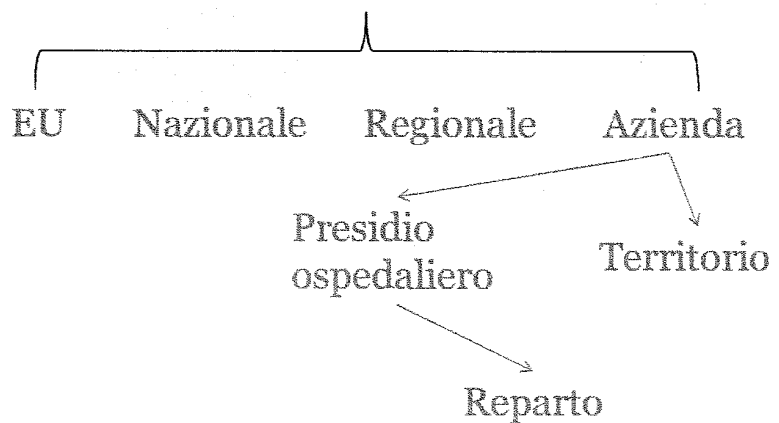 EU Nazionale Regionale Azienda
Presidio
ospedaliero
Territorio
Reparto